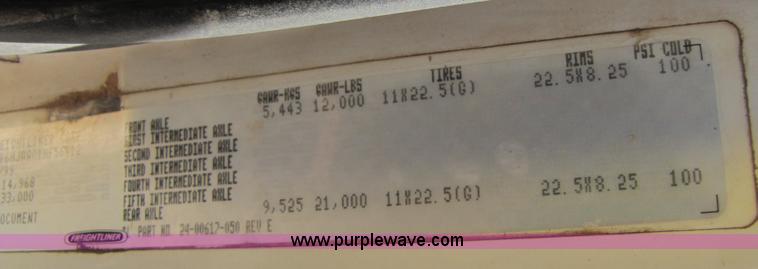 GAWR-KGS GAWR-LBS TIRES RIMS PSI COLD
FRONT AXLE 5,443 12,000 11X22.5(G) 22.5X8.25 100
FIRST INTERMEDIATE AXLE
SECOND INTERMEDIATE AXLE
THIRD INTERMEDIATE AXLE
FOURTH INTERMEDIATE AXLE
FIFTH INTERMEDIATE AXLE
REAR AXLE 9,525 21,000 11X22.5(G) 22.5X8.25 100
14,968
33,000
DOCUMENT
PART NO. 24-00617-050 REV E
FREIGHTLINER
www.purplewave.com